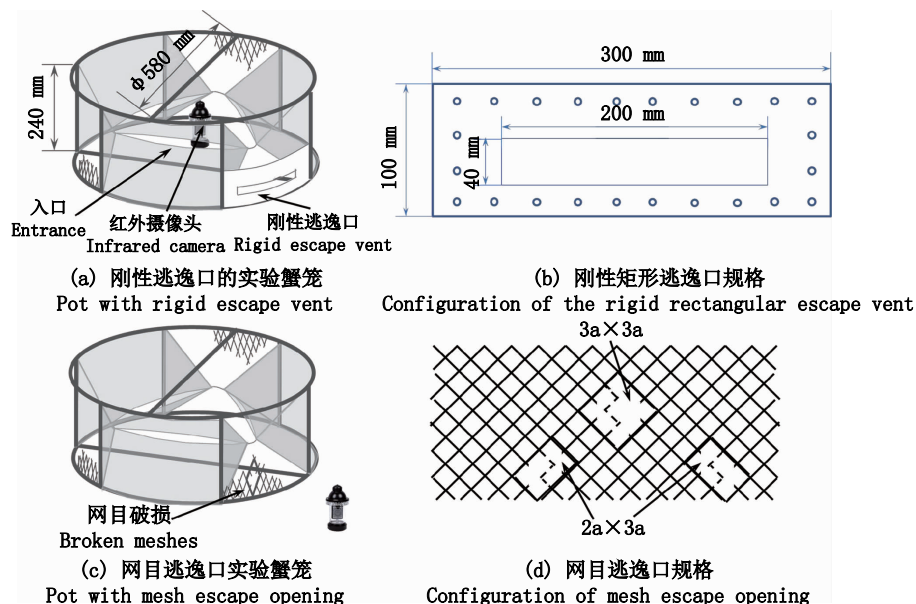 φ580 mm
240 mm
入口
Entrance
红外摄像头
Infrared camera
刚性逃逸口
Rigid escape vent
(a) 刚性逃逸口的实验蟹笼
Pot with rigid escape vent
300 mm
200 mm
100 mm
40 mm
(b) 刚性矩形逃逸口规格
Configuration of the rigid rectangular escape vent
网目破损
Broken meshes
(c) 网目逃逸口实验蟹笼
Pot with mesh escape opening
3a×3a
2a×3a
(d) 网目逃逸口规格
Configuration of mesh escape opening